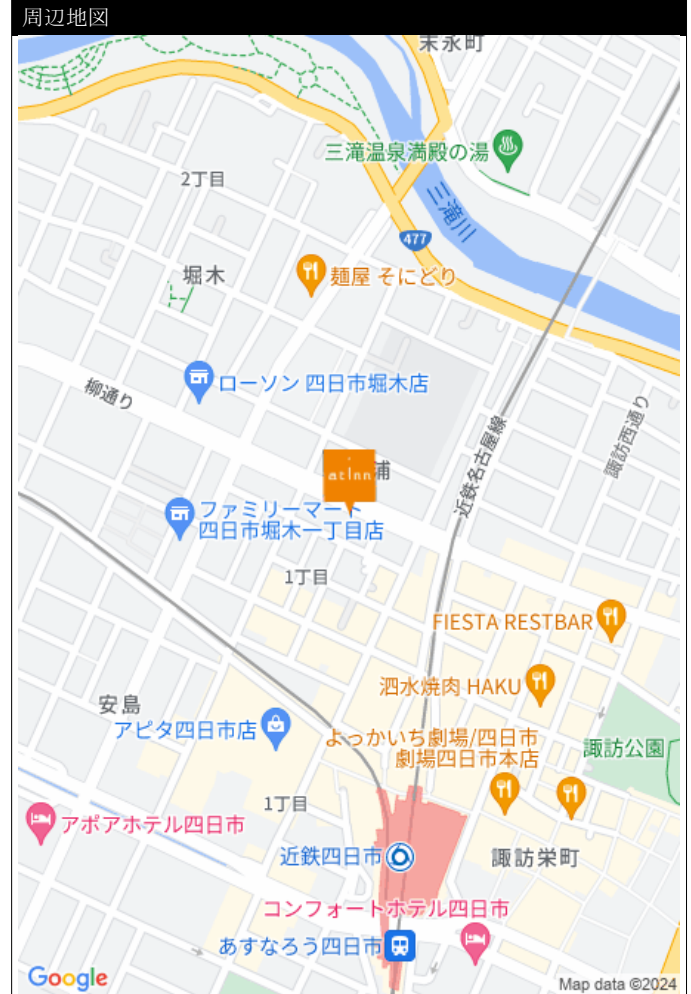 周辺地図
末永町
三滝温泉満殿の湯
2丁目
三滝川
477
堀木
麺屋 そにどり
ローソン 四日市堀木店
柳通り
諏訪西通り
近鉄名古屋線
atInn
浦
ファミリーマート
四日市堀木一丁目店
1丁目
FIESTA RESTBAR
泗水焼肉 HAKU
安島
アピタ四日市店
よっかいち劇場/四日市
劇場四日市本店
諏訪公園
1丁目
アポアホテル四日市
近鉄四日市
諏訪栄町
コンフォートホテル四日市
あすなろう四日市
Google
Map data ©2024